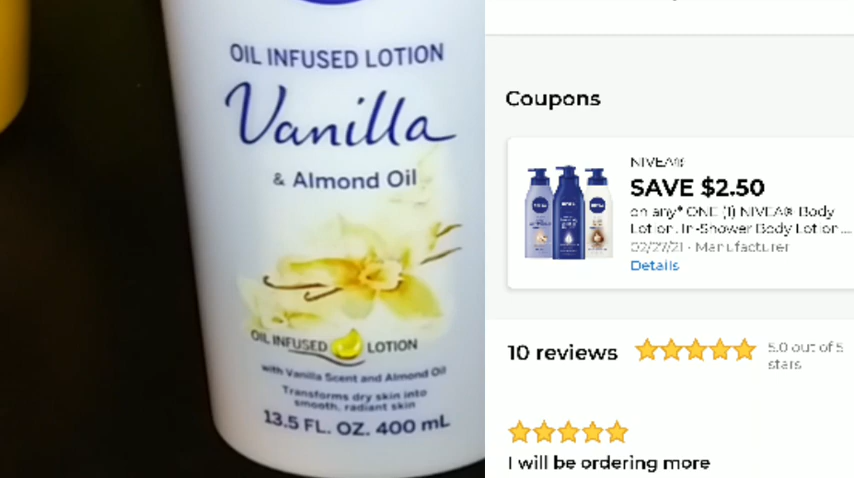 OIL INFUSED LOTION
Vanilla
& Almond Oil
OIL INFUSED LOTION
with Vanilla Scent and Almond Oil
Transforms dry skin into
smooth, radiant skin
13.5 FL. OZ. 400 mL
Coupons
NIVEA®
SAVE $2.50
on any* ONE (1) NIVEA® Body
Lotion, In-Shower Body Lotion ...
02/27/21 • Manufacturer
Details
10 reviews
5.0 out of 5
stars
I will be ordering more